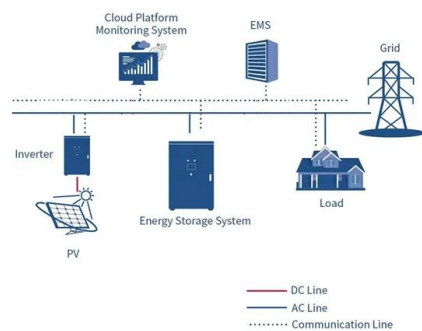 Cloud Platform
Monitoring System
EMS
Grid
Inverter
Energy Storage System
Load
PV
DC Line
AC Line
Communication Line